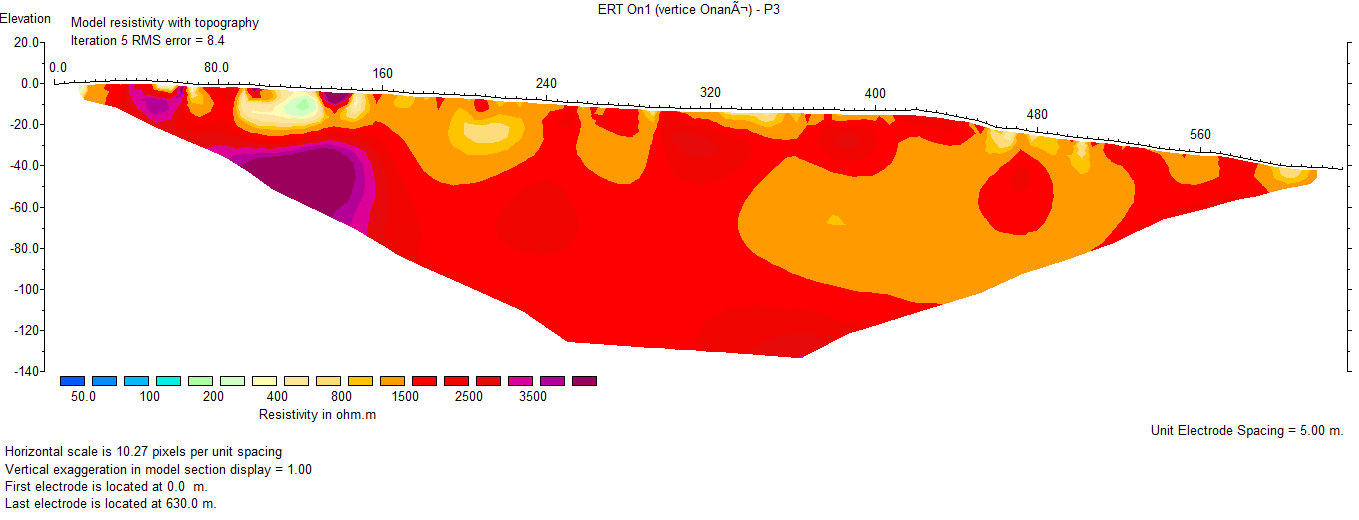 ERT On1 (vertice OnanÃ¬) - P3
Elevation
Model resistivity with topography
Iteration 5 RMS error = 8.4
20.0
0.0
-20.0
-40.0
-60.0
-80.0
-100
-120
-140
0.0 80.0 160 240 320 400 480 560
50.0 100 200 400 800 1500 2500 3500
Resistivity in ohm.m
Unit Electrode Spacing = 5.00 m.
Horizontal scale is 10.27 pixels per unit spacing
Vertical exaggeration in model section display = 1.00
First electrode is located at 0.0 m.
Last electrode is located at 630.0 m.